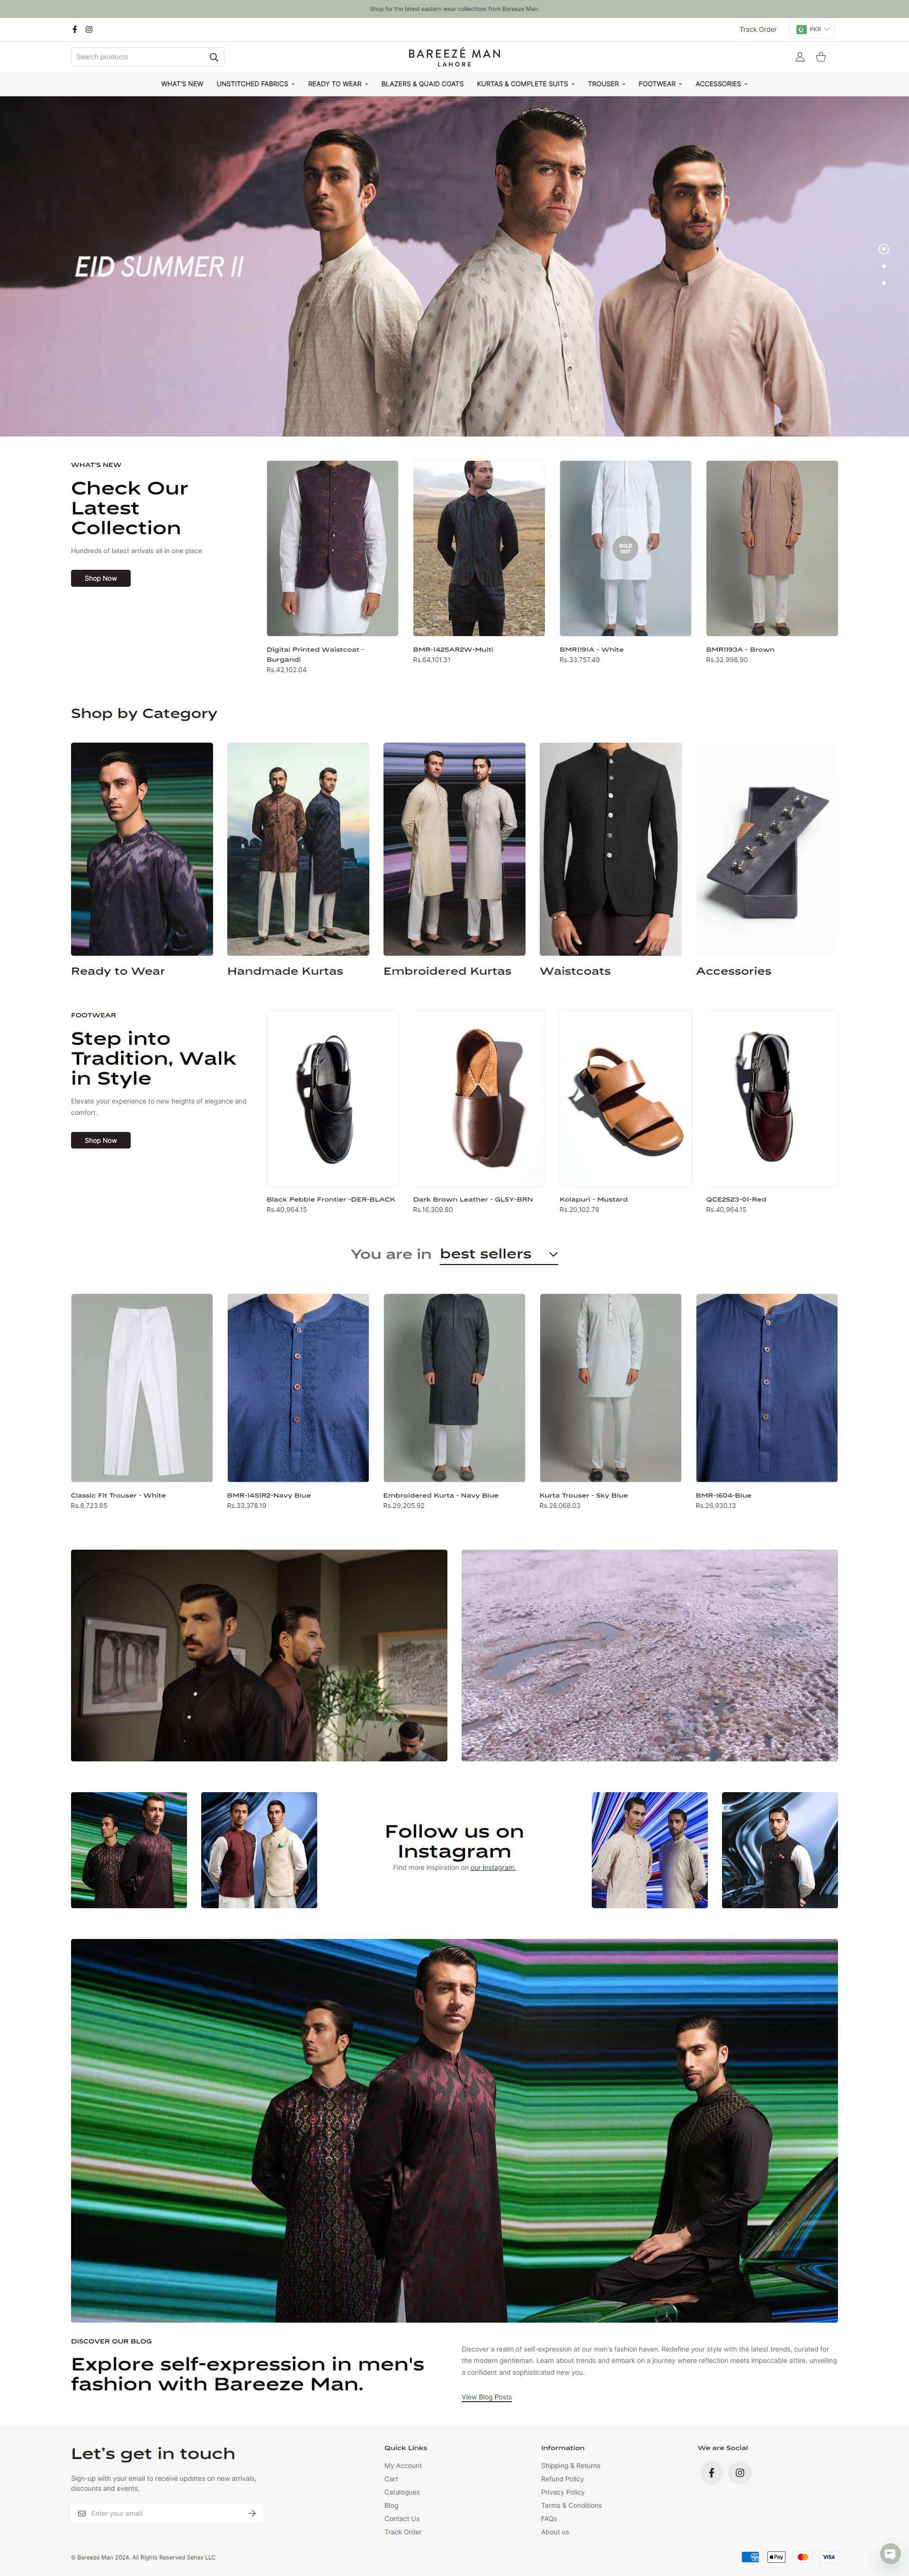 Shop for the latest eastern wear collections from Bareeze Man.
Track Order
PKR
Search products
BAREEZÉ MAN
LAHORE
WHAT'S NEW
UNSTITCHED FABRICS
READY TO WEAR
BLAZERS & QUAID COATS
KURTAS & COMPLETE SUITS
TROUSER
FOOTWEAR
ACCESSORIES
EID SUMMER II
WHAT'S NEW
Check Our
Latest
Collection
Hundreds of latest arrivals all in one place
Shop Now
Digital Printed Waistcoat -
Burgandi
Rs.42,102.04
BMR-1425AR2W-Multi
Rs.64,101.31
SOLD
OUT
BMR1191A - White
Rs.33,757.49
BMR1193A - Brown
Rs.32,998.90
Shop by Category
Ready to Wear
Handmade Kurtas
Embroidered Kurtas
Waistcoats
Accessories
FOOTWEAR
Step into
Tradition, Walk
in Style
Elevate your experience to new heights of elegance and
comfort.
Shop Now
Black Pebble Frontier -DER-BLACK
Rs.40,964.15
Dark Brown Leather - GLSY-BRN
Rs.16,309.80
Kolapuri - Mustard
Rs.20,102.78
QCE2523-01-Red
Rs.40,964.15
You are in best sellers
Classic Fit Trouser - White
Rs.8,723.85
BMR-1451R2-Navy Blue
Rs.33,378.19
Embroidered Kurta - Navy Blue
Rs.29,205.92
Kurta Trouser - Sky Blue
Rs.28,068.03
BMR-1604-Blue
Rs.26,930.13
Follow us on
Instagram
Find more inspiration on our Instagram.
DISCOVER OUR BLOG
Explore self-expression in men's
fashion with Bareeze Man.
Discover a realm of self-expression at our men's fashion haven. Redefine your style with the latest trends, curated for
the modern gentleman. Learn about trends and embark on a journey where reflection meets impeccable attire, unveiling
a confident and sophisticated new you.
View Blog Posts
Let's get in touch
Sign-up with your email to receive updates on new arrivals,
discounts and events.
Enter your email
Quick Links
My Account
Cart
Catalogues
Blog
Contact Us
Track Order
Information
Shipping & Returns
Refund Policy
Privacy Policy
Terms & Conditions
FAQs
About us
We are Social
© Bareeze Man 2024. All Rights Reserved Sehas LLC
Pay
VISA